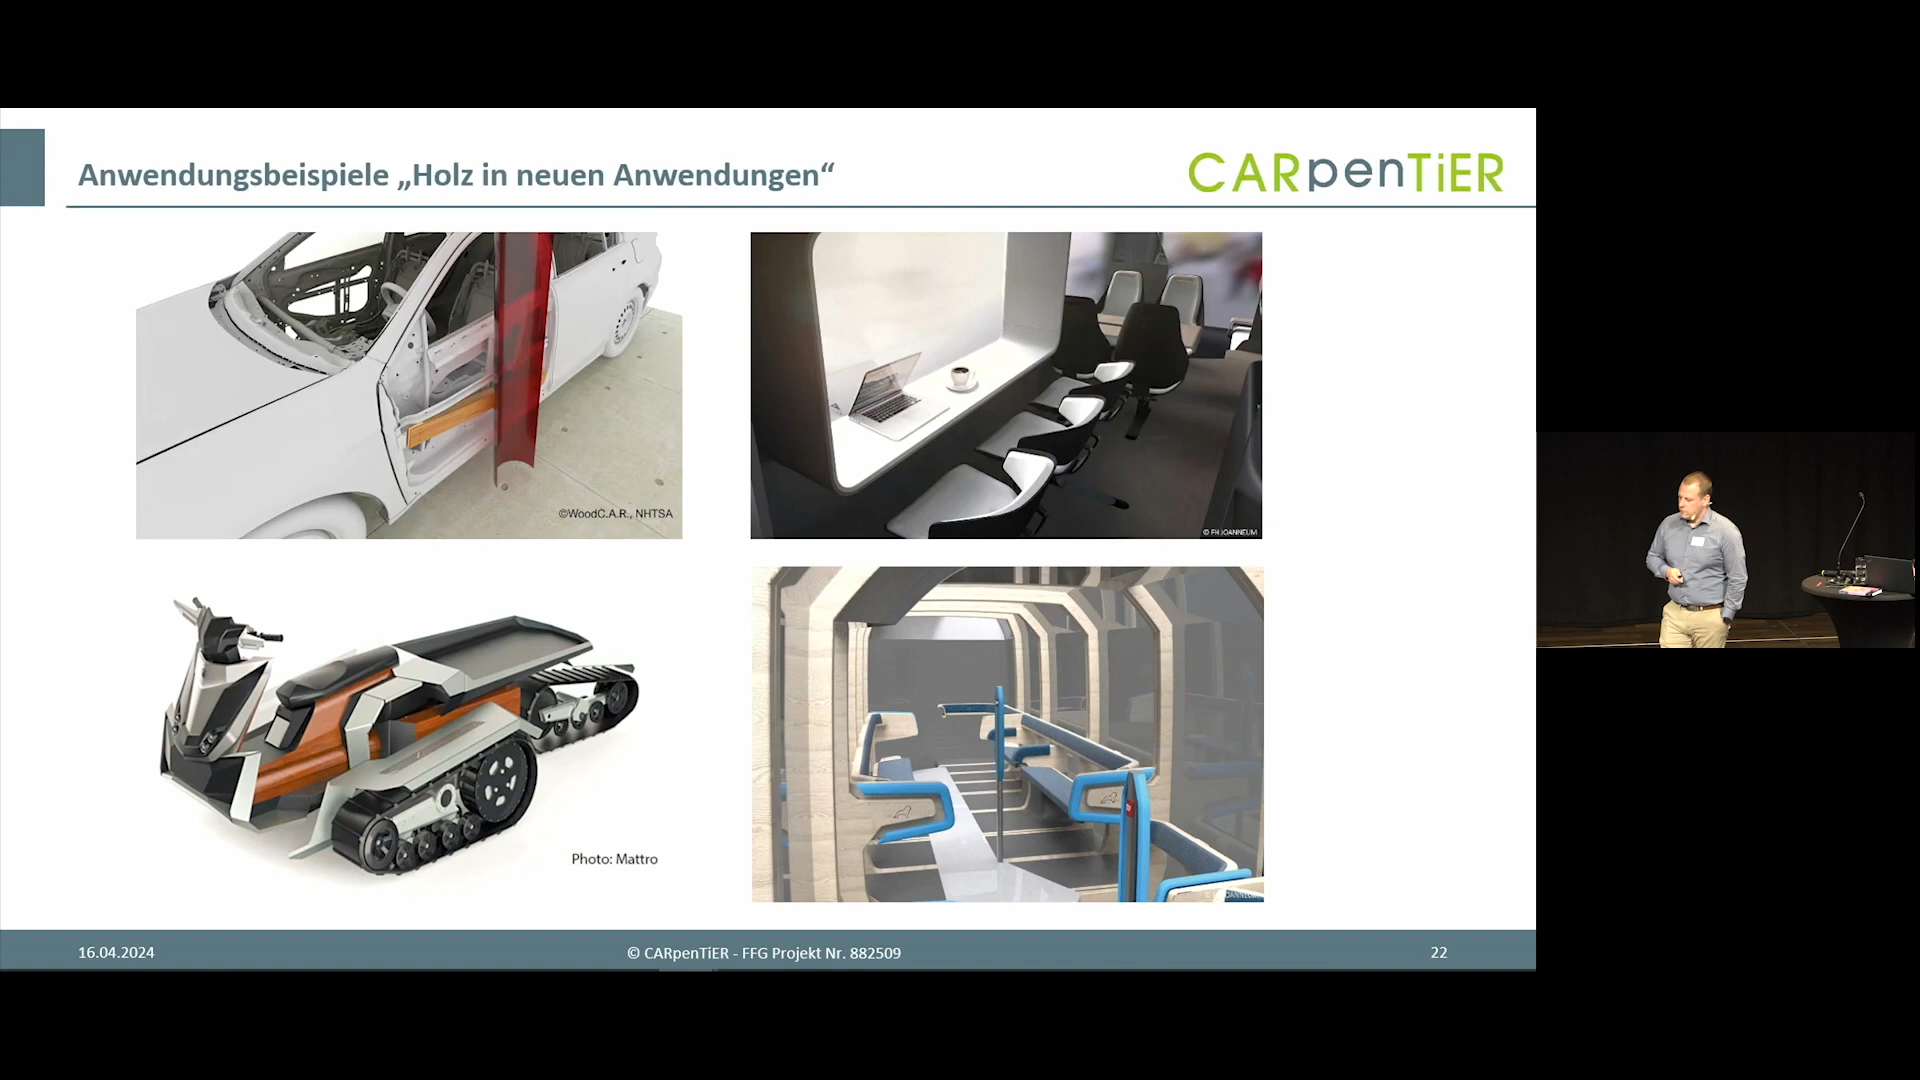 Anwendungsbeispiele „Holz in neuen Anwendungen“
CARpenTiER
©WoodC.A.R., NHTSA
© FH JOANNEUM
Photo: Mattro
16.04.2024
© CARpenTiER - FFG Projekt Nr. 882509
22